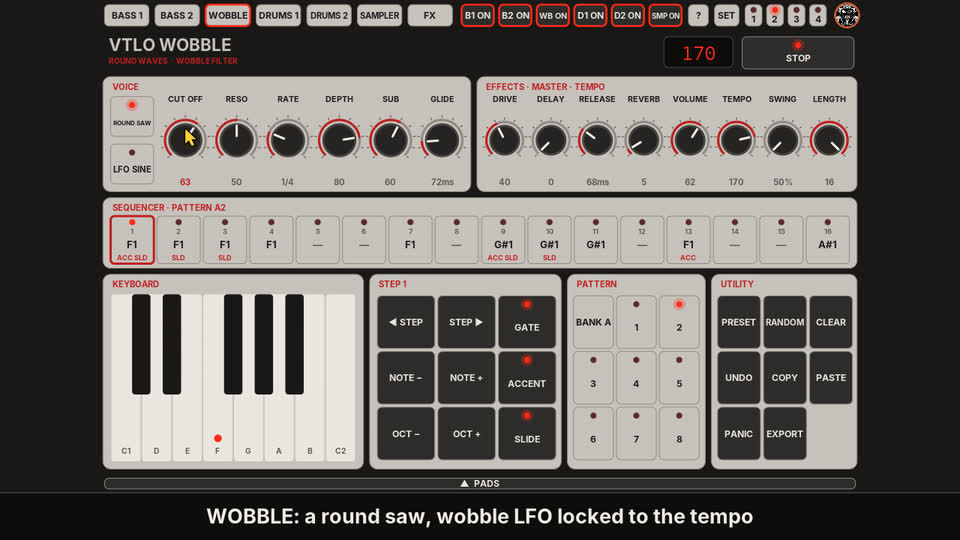 BASS 1 BASS 2 WOBBLE DRUMS 1 DRUMS 2 SAMPLER FX B1 ON B2 ON WB ON D1 ON D2 ON SMP ON ? SET 1 2 3 4
VTLO WOBBLE
ROUND WAVES · WOBBLE FILTER
170
STOP
VOICE
CUT OFF RESO RATE DEPTH SUB GLIDE
ROUND SAW
LFO SINE
63 50 1/4 80 60 72ms
EFFECTS · MASTER · TEMPO
DRIVE DELAY RELEASE REVERB VOLUME TEMPO SWING LENGTH
40 0 68ms 5 62 170 50% 16
SEQUENCER · PATTERN A2
1 2 3 4 5 6 7 8 9 10 11 12 13 14 15 16
F1 F1 F1 F1 — — F1 — G#1 G#1 G#1 — F1 — — A#1
ACC SLD SLD SLD ACC SLD SLD ACC
KEYBOARD
C1 D E F G A B C2
STEP 1
◀ STEP STEP ▶ GATE
NOTE – NOTE + ACCENT
OCT – OCT + SLIDE
PATTERN
BANK A 1 2
3 4 5
6 7 8
UTILITY
PRESET RANDOM CLEAR
UNDO COPY PASTE
PANIC EXPORT
▲ PADS
WOBBLE: a round saw, wobble LFO locked to the tempo